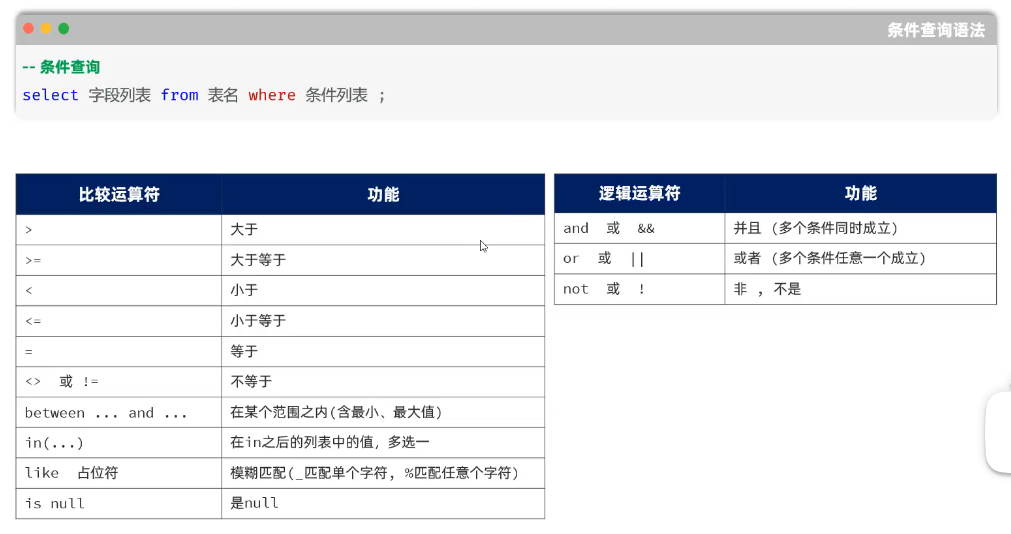 条件查询语法
-- 条件查询
select 字段列表 from 表名 where 条件列表 ;
比较运算符 功能
> 大于
>= 大于等于
< 小于
<= 小于等于
= 等于
<> 或 != 不等于
between ... and ... 在某个范围之内(含最小、最大值)
in(...) 在in之后的列表中的值，多选一
like 占位符 模糊匹配(_匹配单个字符, %匹配任意个字符)
is null 是null
逻辑运算符 功能
and 或 && 并且 (多个条件同时成立)
or 或 || 或者 (多个条件任意一个成立)
not 或 ! 非 , 不是